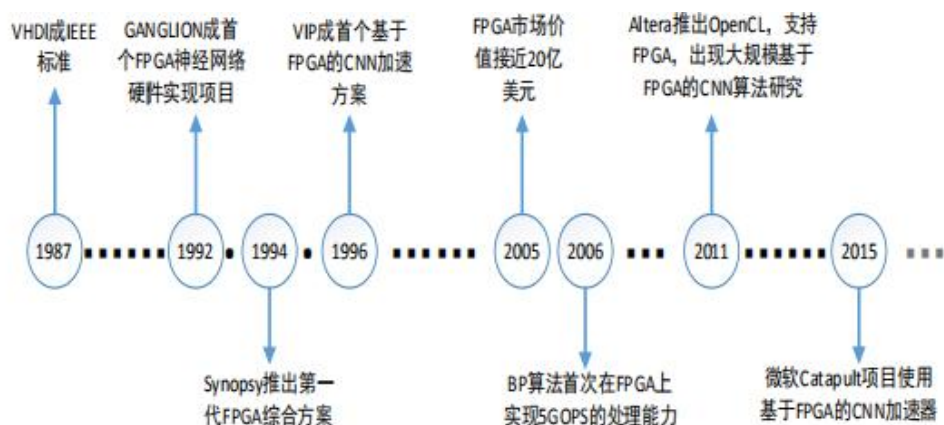 VHDl成IEEE
标准
GANGLION成首
个FPGA神经网络
硬件实现项目
VIP成首个基于
FPGA的CNN加速
方案
FPGA市场价
值接近20亿
美元
Altera推出OpenCL，支持
FPGA，出现大规模基于
FPGA的CNN算法研究
1987
1992
1994
1996
2005
2006
2011
2015
Synopsy推出第一
代FPGA综合方案
BP算法首次在FPGA上
实现5GOPS的处理能力
微软Catapult项目使用
基于FPGA的CNN加速器